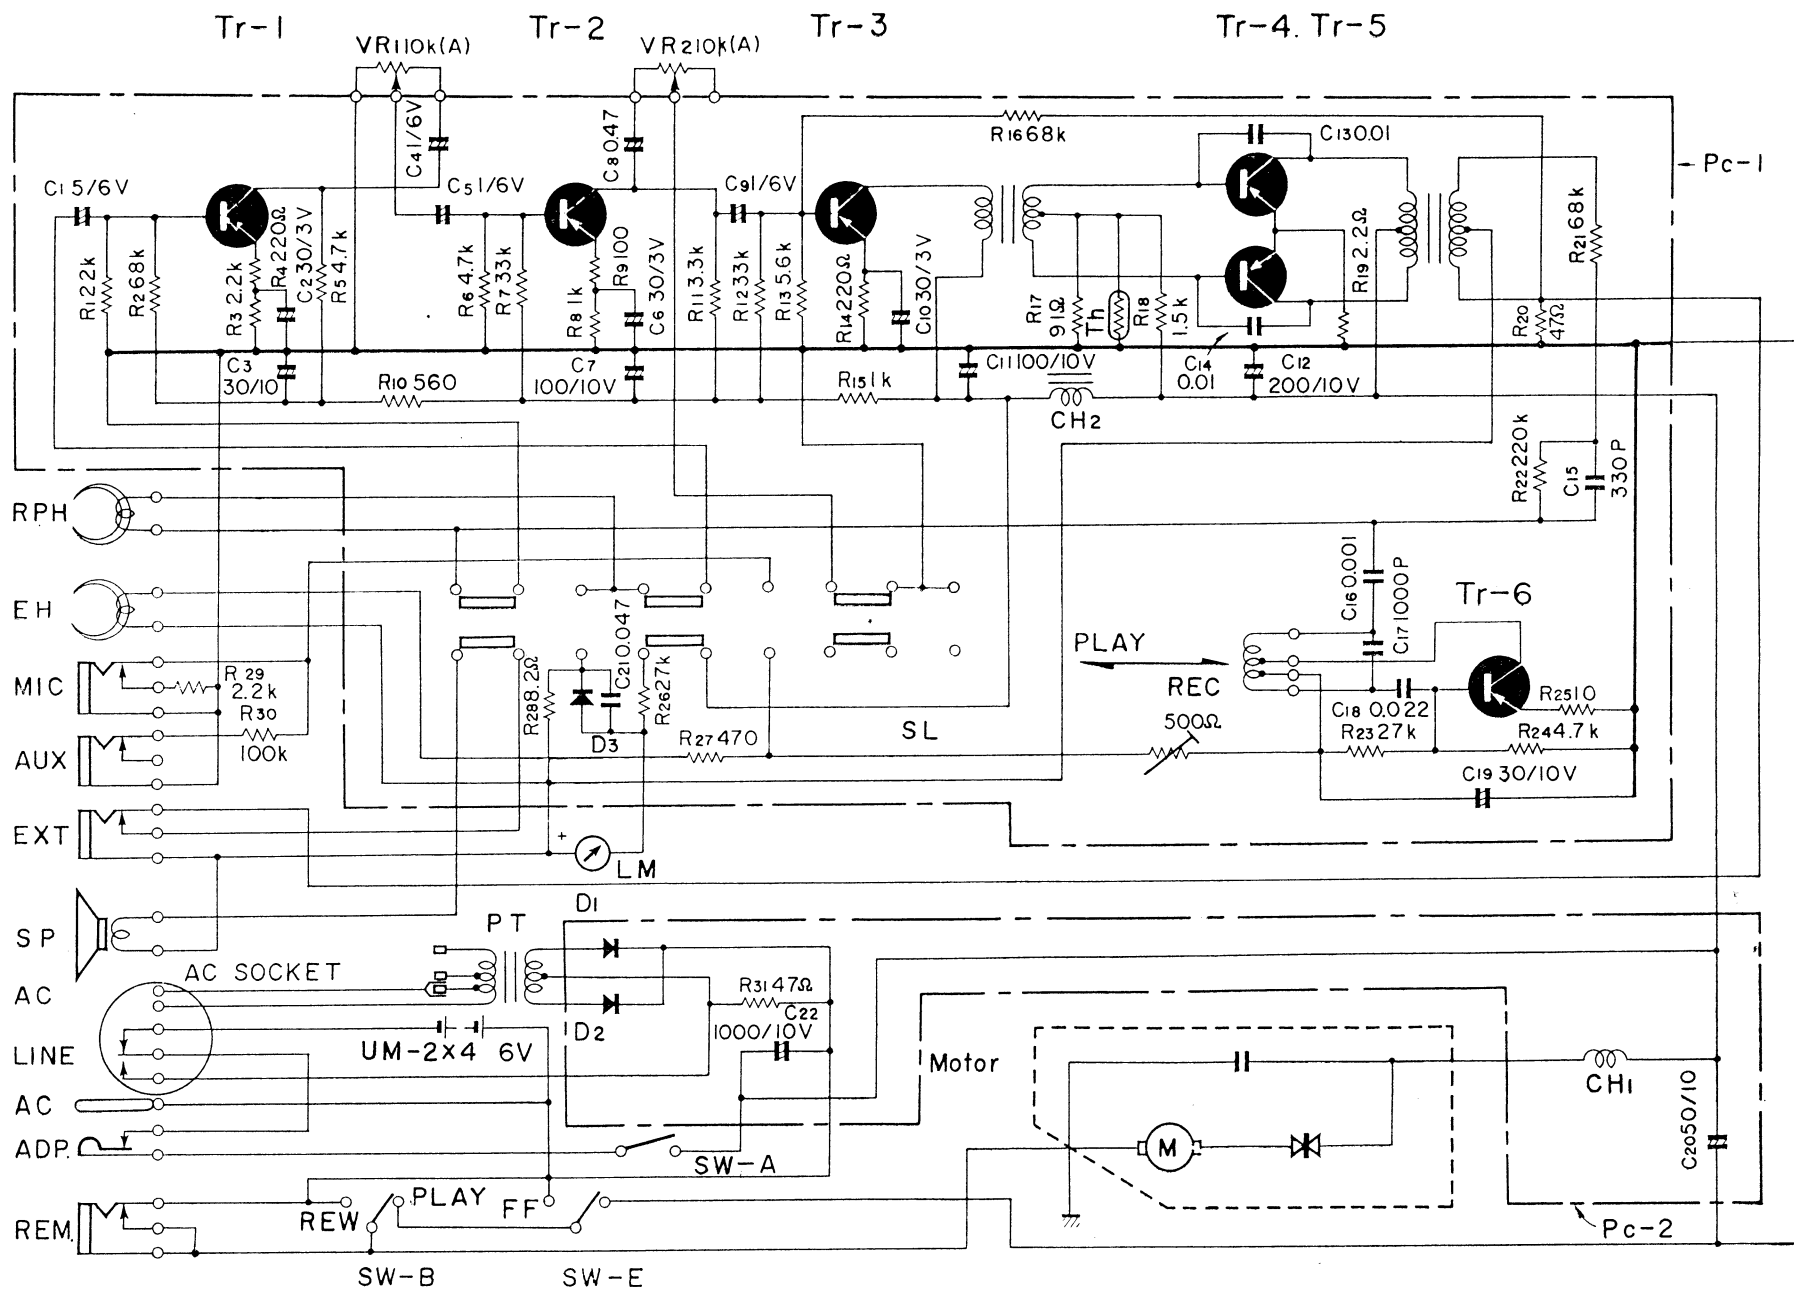 Tr-1
Tr-2
Tr-3
Tr-4. Tr-5
VR1 10k(A)
VR2 10k(A)
C4 1/6V
C8 0.47
R16 68k
C13 0.01
Pc-1
C1 5/6V
C5 1/6V
C9 1/6V
R1 22k
R2 68k
R3 2.2k
R4 220Ω
C2 30/3V
R5 4.7k
R6 4.7k
R7 33k
R8 1k
R9 100
C6 30/3V
R11 3.3k
R12 33k
R13 5.6k
R14 220Ω
C10 30/3V
R17
91Ω
Th
R18
1.5k
R19 2.2Ω
R21 68k
R20
47Ω
C3
30/10
R10 560
C7
100/10V
R15 1k
C11 100/10V
CH2
C14
0.01
C12
200/10V
R22 220k
C15
330P
RPH
EH
MIC
R29
2.2k
R30
100k
AUX
EXT
SP
C21 0.047
R28 8.2Ω
D3
R26 27k
R27 470
SL
PLAY
REC
C16 0.001
C17 1000P
Tr-6
500Ω
C18 0.022
R25 10
R23 27k
R24 4.7k
C19 30/10V
+
LM
D1
PT
AC SOCKET
AC
R31 47Ω
C22
1000/10V
D2
UM-2×4 6V
LINE
AC
ADP.
Motor
M
CH1
C20 50/10
SW-A
PLAY
REW
FF
REM.
Pc-2
SW-B
SW-E